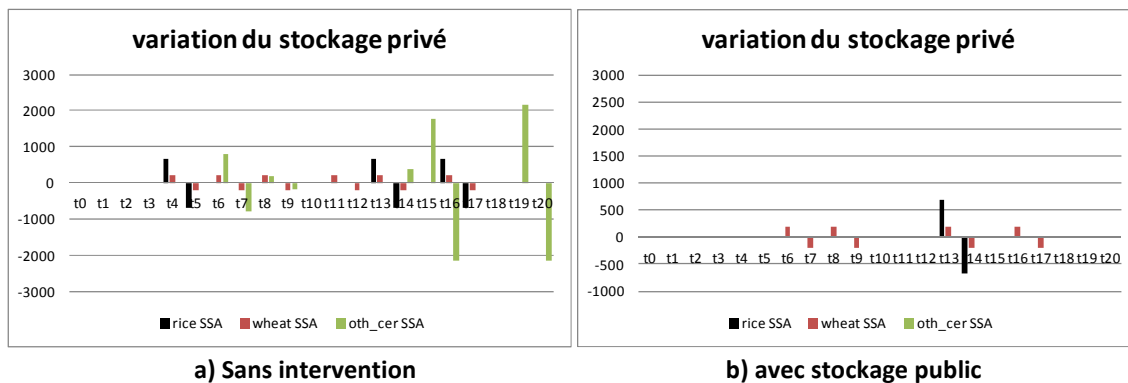 variation du stockage privé
3000
2000
1000
0
-1000
-2000
-3000
t0 t1 t2 t3 t4 t5 t6 t7 t8 t9 t10 t11 t12 t13 t14 t15 t16 t17 t18 t19 t20
rice SSA wheat SSA oth_cer SSA
a) Sans intervention
variation du stockage privé
3000
2500
2000
1500
1000
500
0
-500
-1000
t0 t1 t2 t3 t4 t5 t6 t7 t8 t9 t10 t11 t12 t13 t14 t15 t16 t17 t18 t19 t20
rice SSA wheat SSA oth_cer SSA
b) avec stockage public